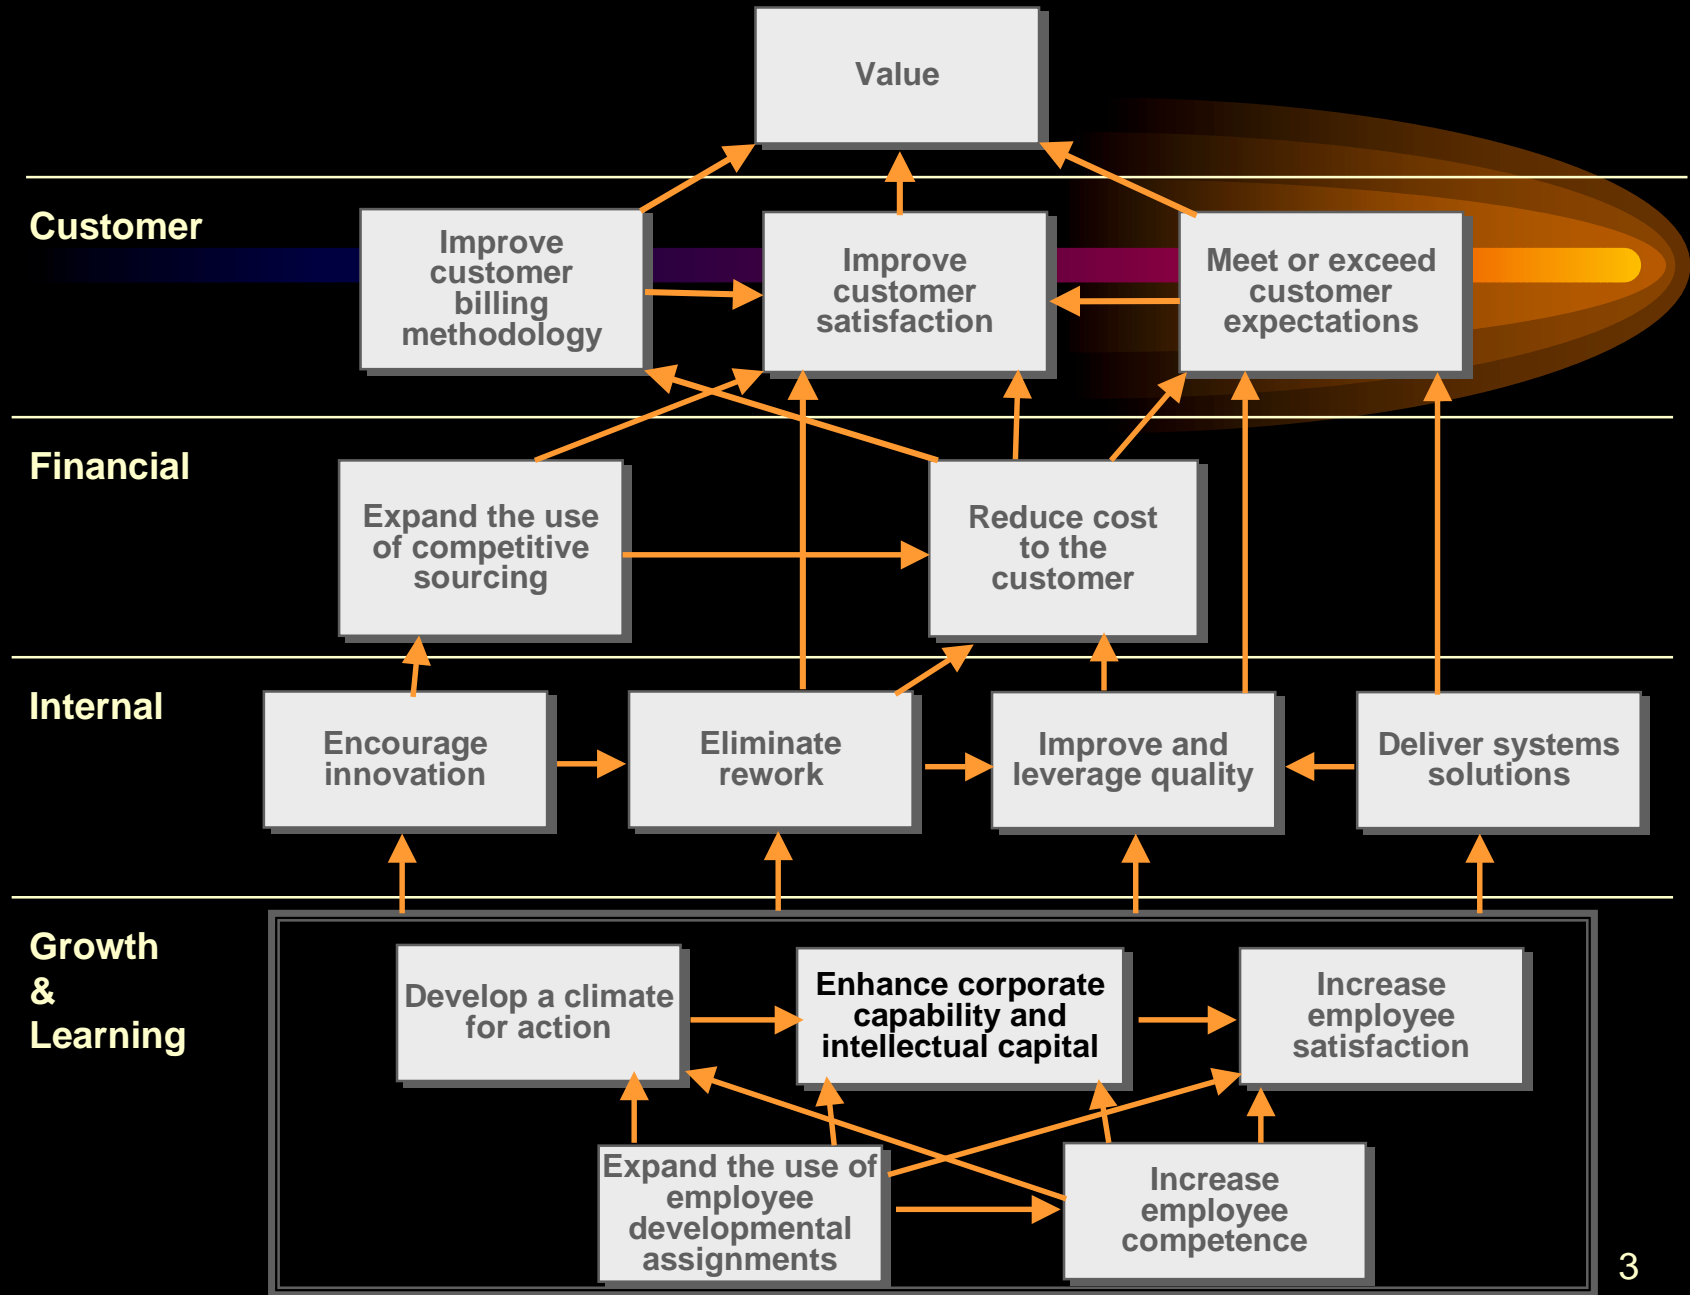 Value
Customer
Improve
customer
billing
methodology
Improve
customer
satisfaction
Meet or exceed
customer
expectations
Financial
Expand the use
of competitive
sourcing
Reduce cost
to the
customer
Internal
Encourage
innovation
Eliminate
rework
Improve and
leverage quality
Deliver systems
solutions
Growth
&
Learning
Develop a climate
for action
Enhance corporate
capability and
intellectual capital
Increase
employee
satisfaction
Expand the use of
employee
developmental
assignments
Increase
employee
competence
3